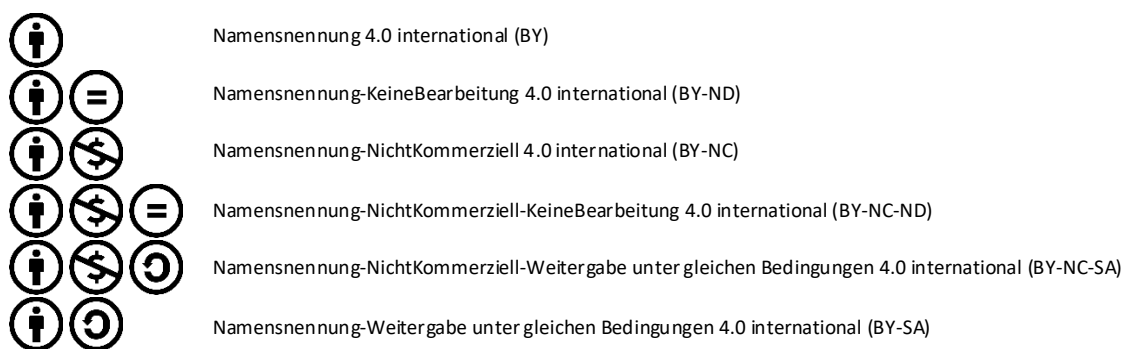 Namensnennung 4.0 international (BY)
Namensnennung-KeineBearbeitung 4.0 international (BY-ND)
Namensnennung-NichtKommerziell 4.0 international (BY-NC)
Namensnennung-NichtKommerziell-KeineBearbeitung 4.0 international (BY-NC-ND)
Namensnennung-NichtKommerziell-Weitergabe unter gleichen Bedingungen 4.0 international (BY-NC-SA)
Namensnennung-Weitergabe unter gleichen Bedingungen 4.0 international (BY-SA)